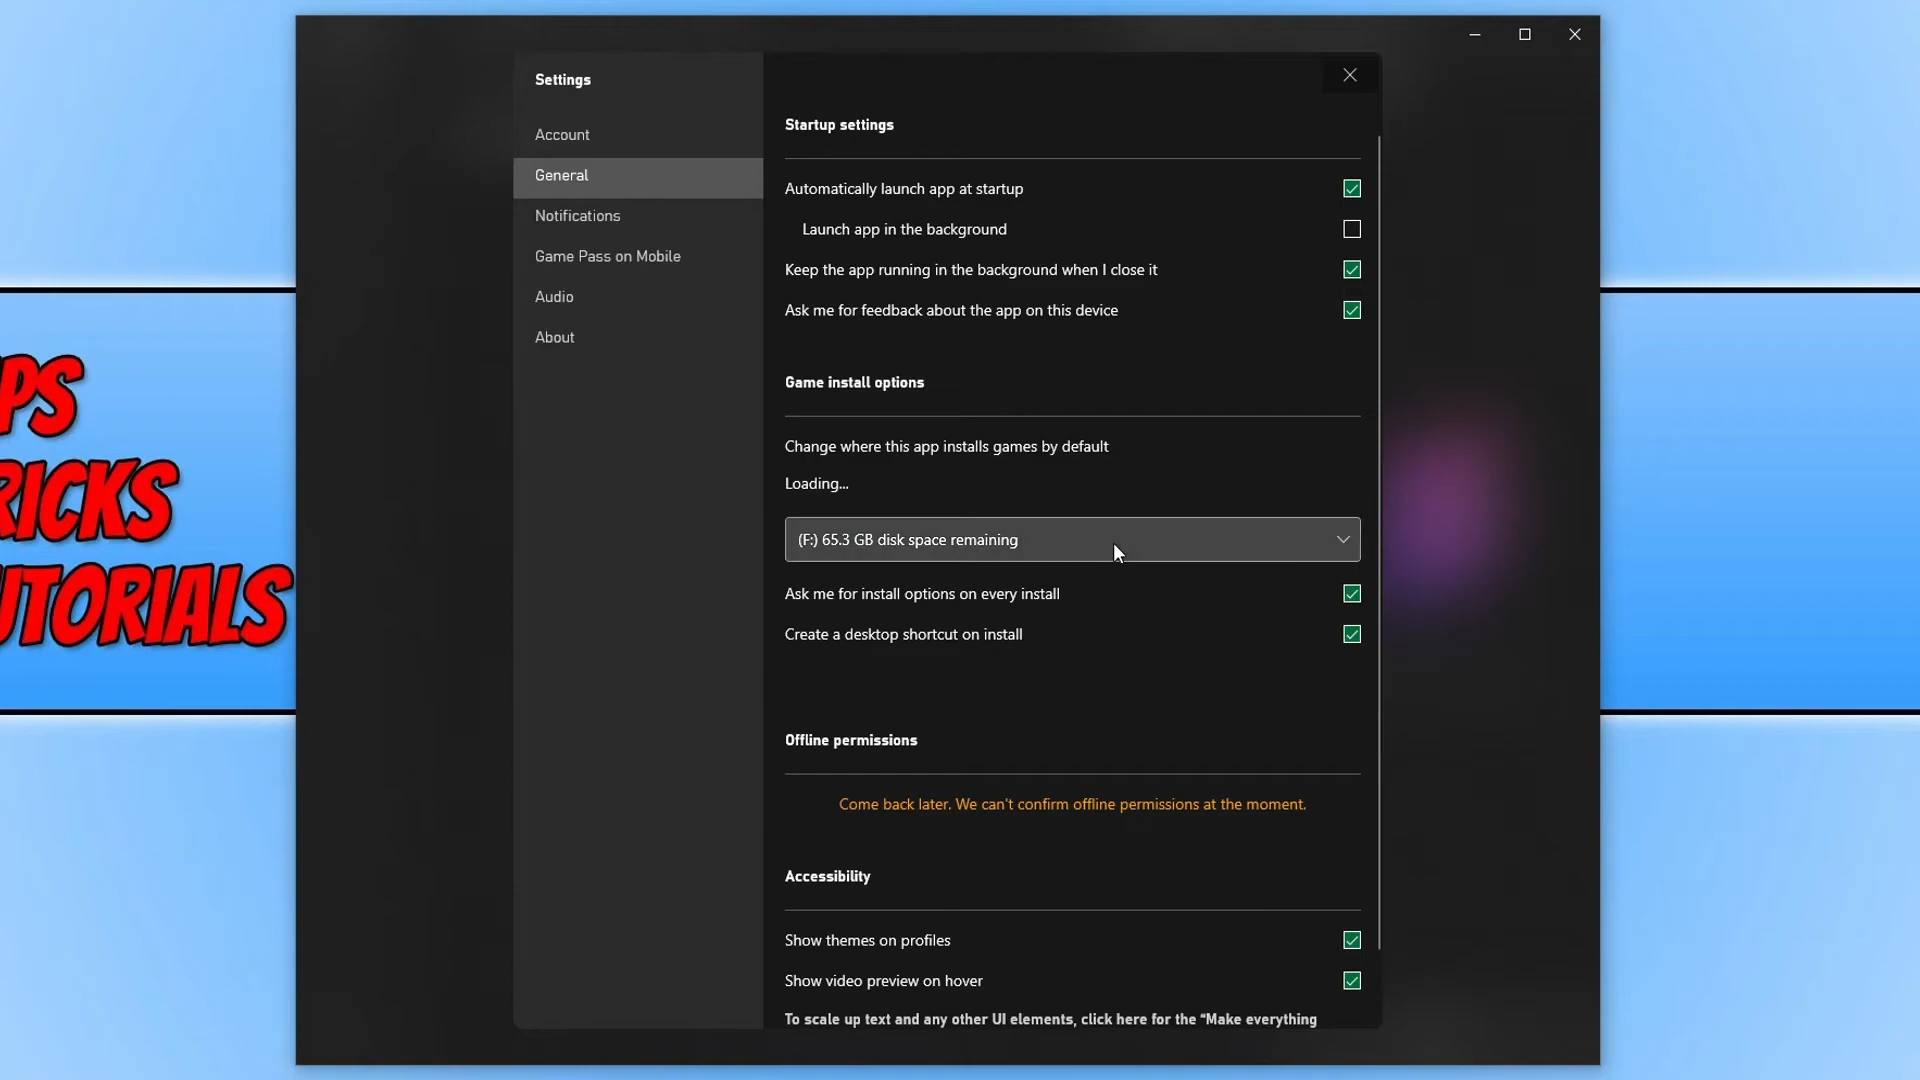 Settings
Account
General
Notifications
Game Pass on Mobile
Audio
About
Startup settings
Automatically launch app at startup
Launch app in the background
Keep the app running in the background when I close it
Ask me for feedback about the app on this device
Game install options
Change where this app installs games by default
Loading...
(F:) 65.3 GB disk space remaining
Ask me for install options on every install
Create a desktop shortcut on install
Offline permissions
Come back later. We can't confirm offline permissions at the moment.
Accessibility
Show themes on profiles
Show video preview on hover
To scale up text and any other UI elements, click here for the "Make everything
PS
RICKS
UTORIALS